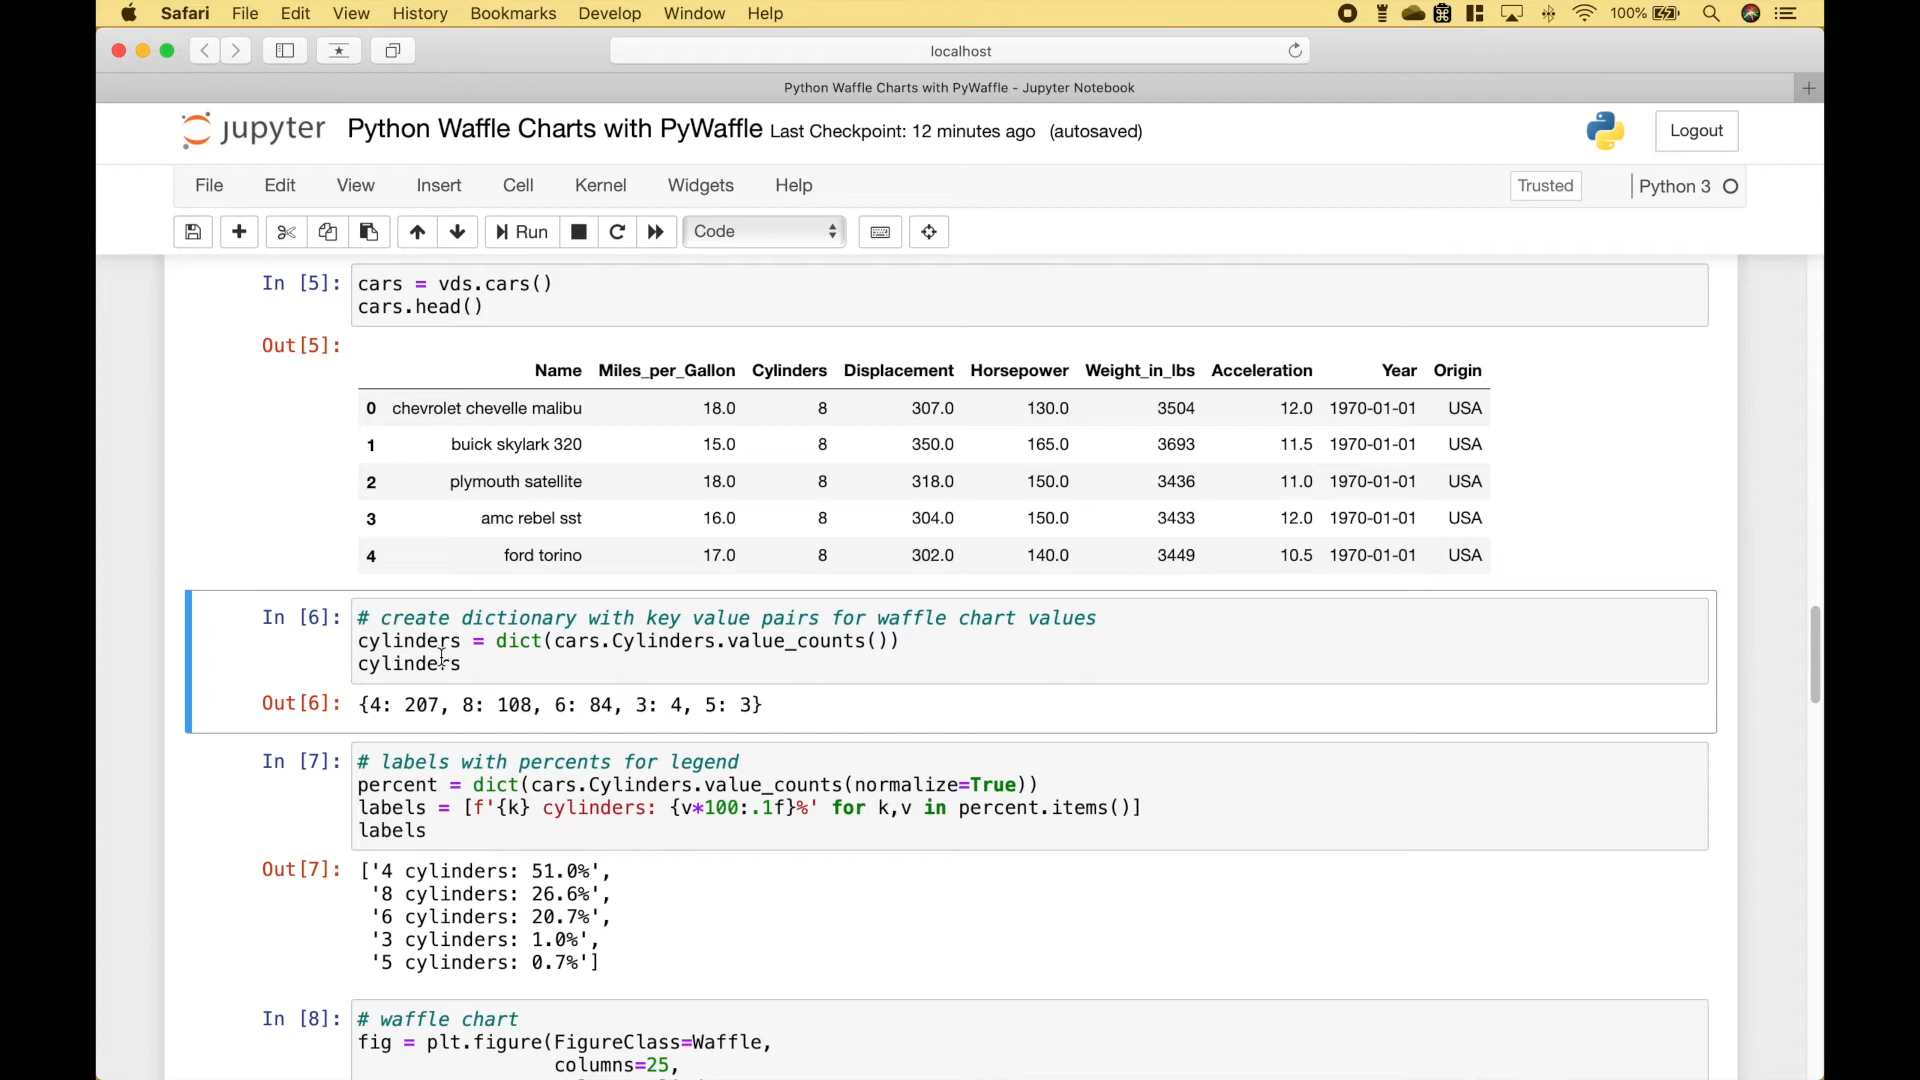 Safari File Edit View History Bookmarks Develop Window Help 100%
localhost
Python Waffle Charts with PyWaffle - Jupyter Notebook
jupyter Python Waffle Charts with PyWaffle Last Checkpoint: 12 minutes ago (autosaved) Logout
File Edit View Insert Cell Kernel Widgets Help Trusted Python 3
Run Code
In [5]: cars = vds.cars()
cars.head()
Out[5]:
Name Miles_per_Gallon Cylinders Displacement Horsepower Weight_in_lbs Acceleration Year Origin
0 chevrolet chevelle malibu 18.0 8 307.0 130.0 3504 12.0 1970-01-01 USA
1 buick skylark 320 15.0 8 350.0 165.0 3693 11.5 1970-01-01 USA
2 plymouth satellite 18.0 8 318.0 150.0 3436 11.0 1970-01-01 USA
3 amc rebel sst 16.0 8 304.0 150.0 3433 12.0 1970-01-01 USA
4 ford torino 17.0 8 302.0 140.0 3449 10.5 1970-01-01 USA
In [6]: # create dictionary with key value pairs for waffle chart values
cylinders = dict(cars.Cylinders.value_counts())
cylinders
Out[6]: {4: 207, 8: 108, 6: 84, 3: 4, 5: 3}
In [7]: # labels with percents for legend
percent = dict(cars.Cylinders.value_counts(normalize=True))
labels = [f'{k} cylinders: {v*100:.1f}%' for k,v in percent.items()]
labels
Out[7]: ['4 cylinders: 51.0%',
'8 cylinders: 26.6%',
'6 cylinders: 20.7%',
'3 cylinders: 1.0%',
'5 cylinders: 0.7%']
In [8]: # waffle chart
fig = plt.figure(FigureClass=Waffle,
columns=25,